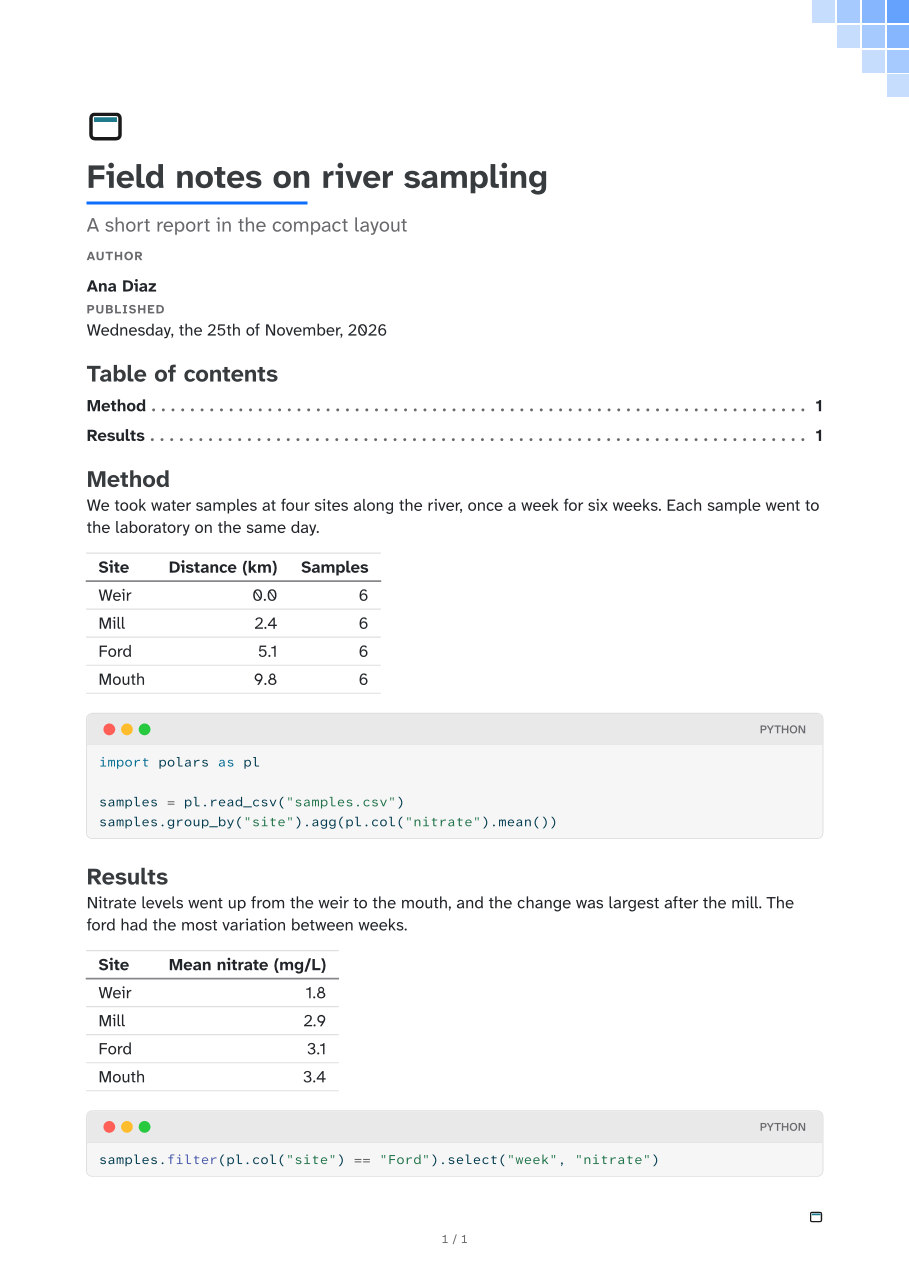 Field notes on river sampling
A short report in the compact layout
AUTHOR
Ana Diaz
PUBLISHED
Wednesday, the 25th of November, 2026
Table of contents
Method 1
Results 1
Method
We took water samples at four sites along the river, once a week for six weeks. Each sample went to
the laboratory on the same day.
Site Distance (km) Samples
Weir 0.0 6
Mill 2.4 6
Ford 5.1 6
Mouth 9.8 6
PYTHON
import polars as pl
samples = pl.read_csv("samples.csv")
samples.group_by("site").agg(pl.col("nitrate").mean())
Results
Nitrate levels went up from the weir to the mouth, and the change was largest after the mill. The
ford had the most variation between weeks.
Site Mean nitrate (mg/L)
Weir 1.8
Mill 2.9
Ford 3.1
Mouth 3.4
PYTHON
samples.filter(pl.col("site") == "Ford").select("week", "nitrate")
1 / 1